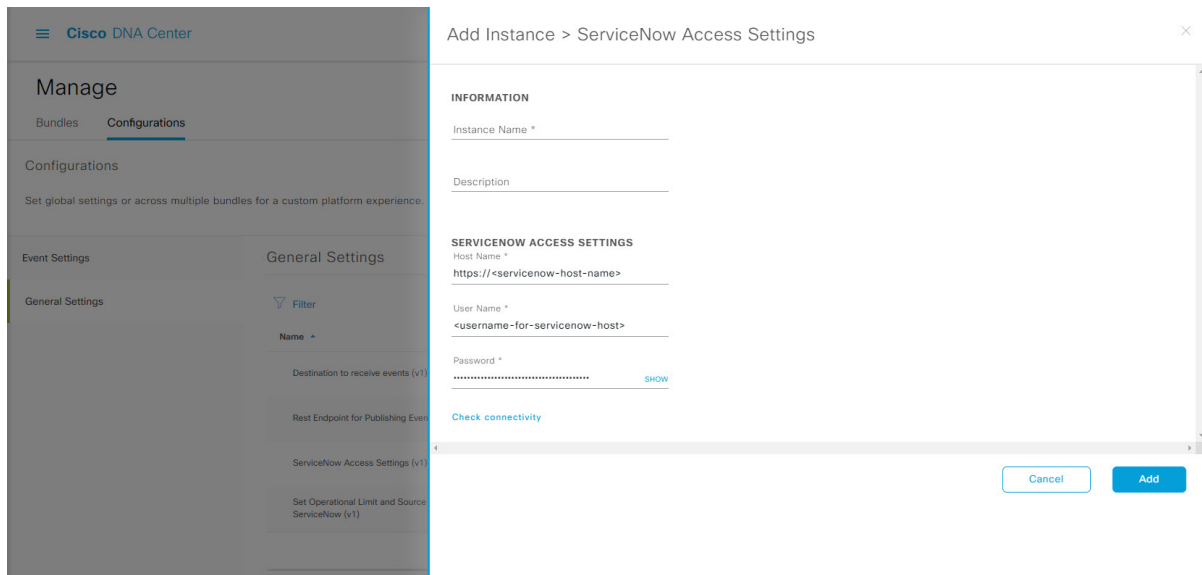 Cisco DNA Center
Manage
Bundles Configurations
Configurations
Set global settings or across multiple bundles for a custom platform experience.
Event Settings
General Settings
General Settings
Filter
Name
Destination to receive events (v1)
Rest Endpoint for Publishing Even
ServiceNow Access Settings (v1)
Set Operational Limit and Source
ServiceNow (v1)
Add Instance > ServiceNow Access Settings
INFORMATION
Instance Name *
Description
SERVICENOW ACCESS SETTINGS
Host Name *
https://<servicenow-host-name>
User Name *
<username-for-servicenow-host>
Password *
SHOW
Check connectivity
Cancel Add